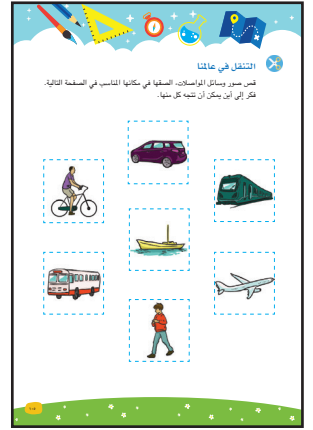 التنقل في عالمنا
قص صور وسائل المواصلات، الصقها في مكانها المناسب في الصفحة التالية.
فكر إلى أين يمكن أن تتجه كل منها.